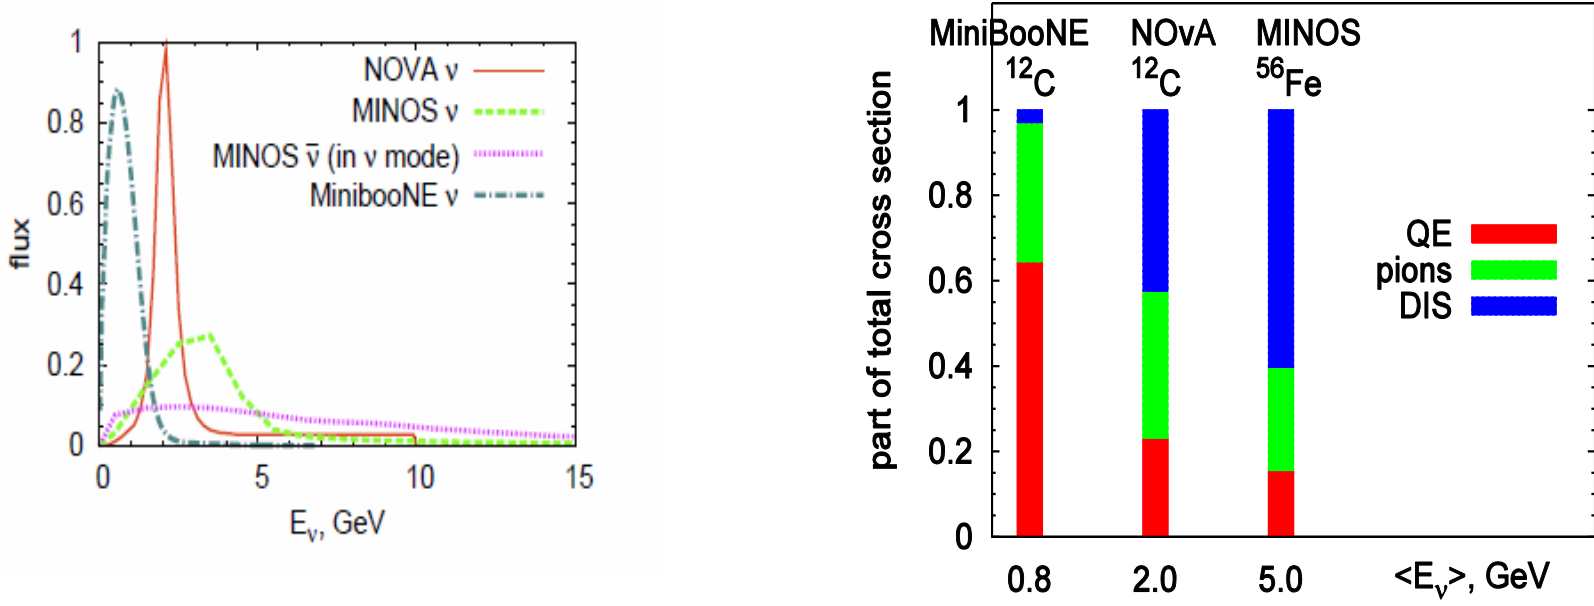 1
0.8
0.6
0.4
0.2
0
flux
NOVA ν
MINOS ν
MINOS ν̅ (in ν mode)
MinibooNE ν
0 5 10 15
Eν, GeV
MiniBooNE NOvA MINOS
12C 12C 56Fe
1
0.8
0.6
0.4
0.2
0
part of total cross section
QE
pions
DIS
0.8 2.0 5.0 <Eν>, GeV